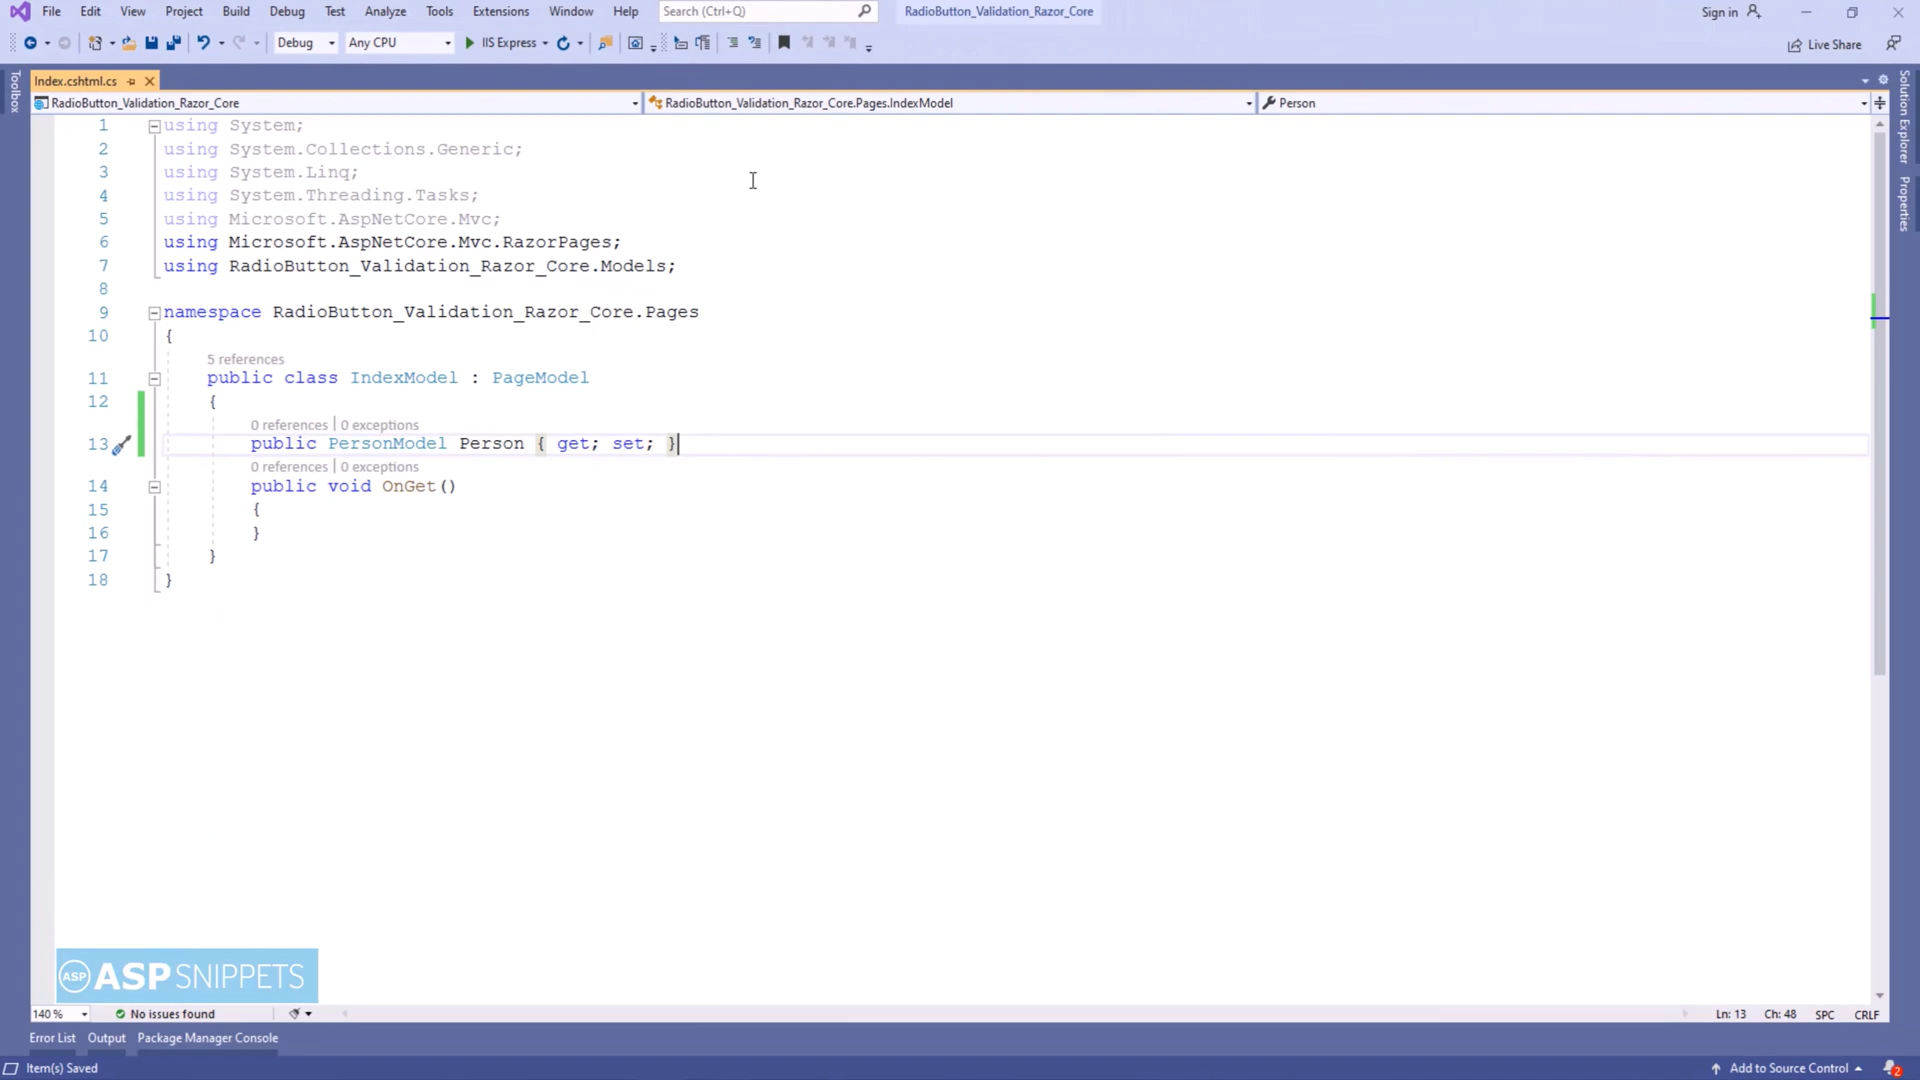 File Edit View Project Build Debug Test Analyze Tools Extensions Window Help Search (Ctrl+Q) RadioButton_Validation_Razor_Core Sign in
Debug Any CPU IIS Express Live Share
Toolbox
Index.cshtml.cs
RadioButton_Validation_Razor_Core RadioButton_Validation_Razor_Core.Pages.IndexModel Person
Solution Explorer
Properties
1 using System;
2 using System.Collections.Generic;
3 using System.Linq;
4 using System.Threading.Tasks;
5 using Microsoft.AspNetCore.Mvc;
6 using Microsoft.AspNetCore.Mvc.RazorPages;
7 using RadioButton_Validation_Razor_Core.Models;
8
9 namespace RadioButton_Validation_Razor_Core.Pages
10 {
5 references
11 public class IndexModel : PageModel
12 {
0 references | 0 exceptions
13 public PersonModel Person { get; set; }
0 references | 0 exceptions
14 public void OnGet()
15 {
16 }
17 }
18 }
ASP ASPSNIPPETS
140 % No issues found Ln: 13 Ch: 48 SPC CRLF
Error List Output Package Manager Console
Item(s) Saved Add to Source Control 2